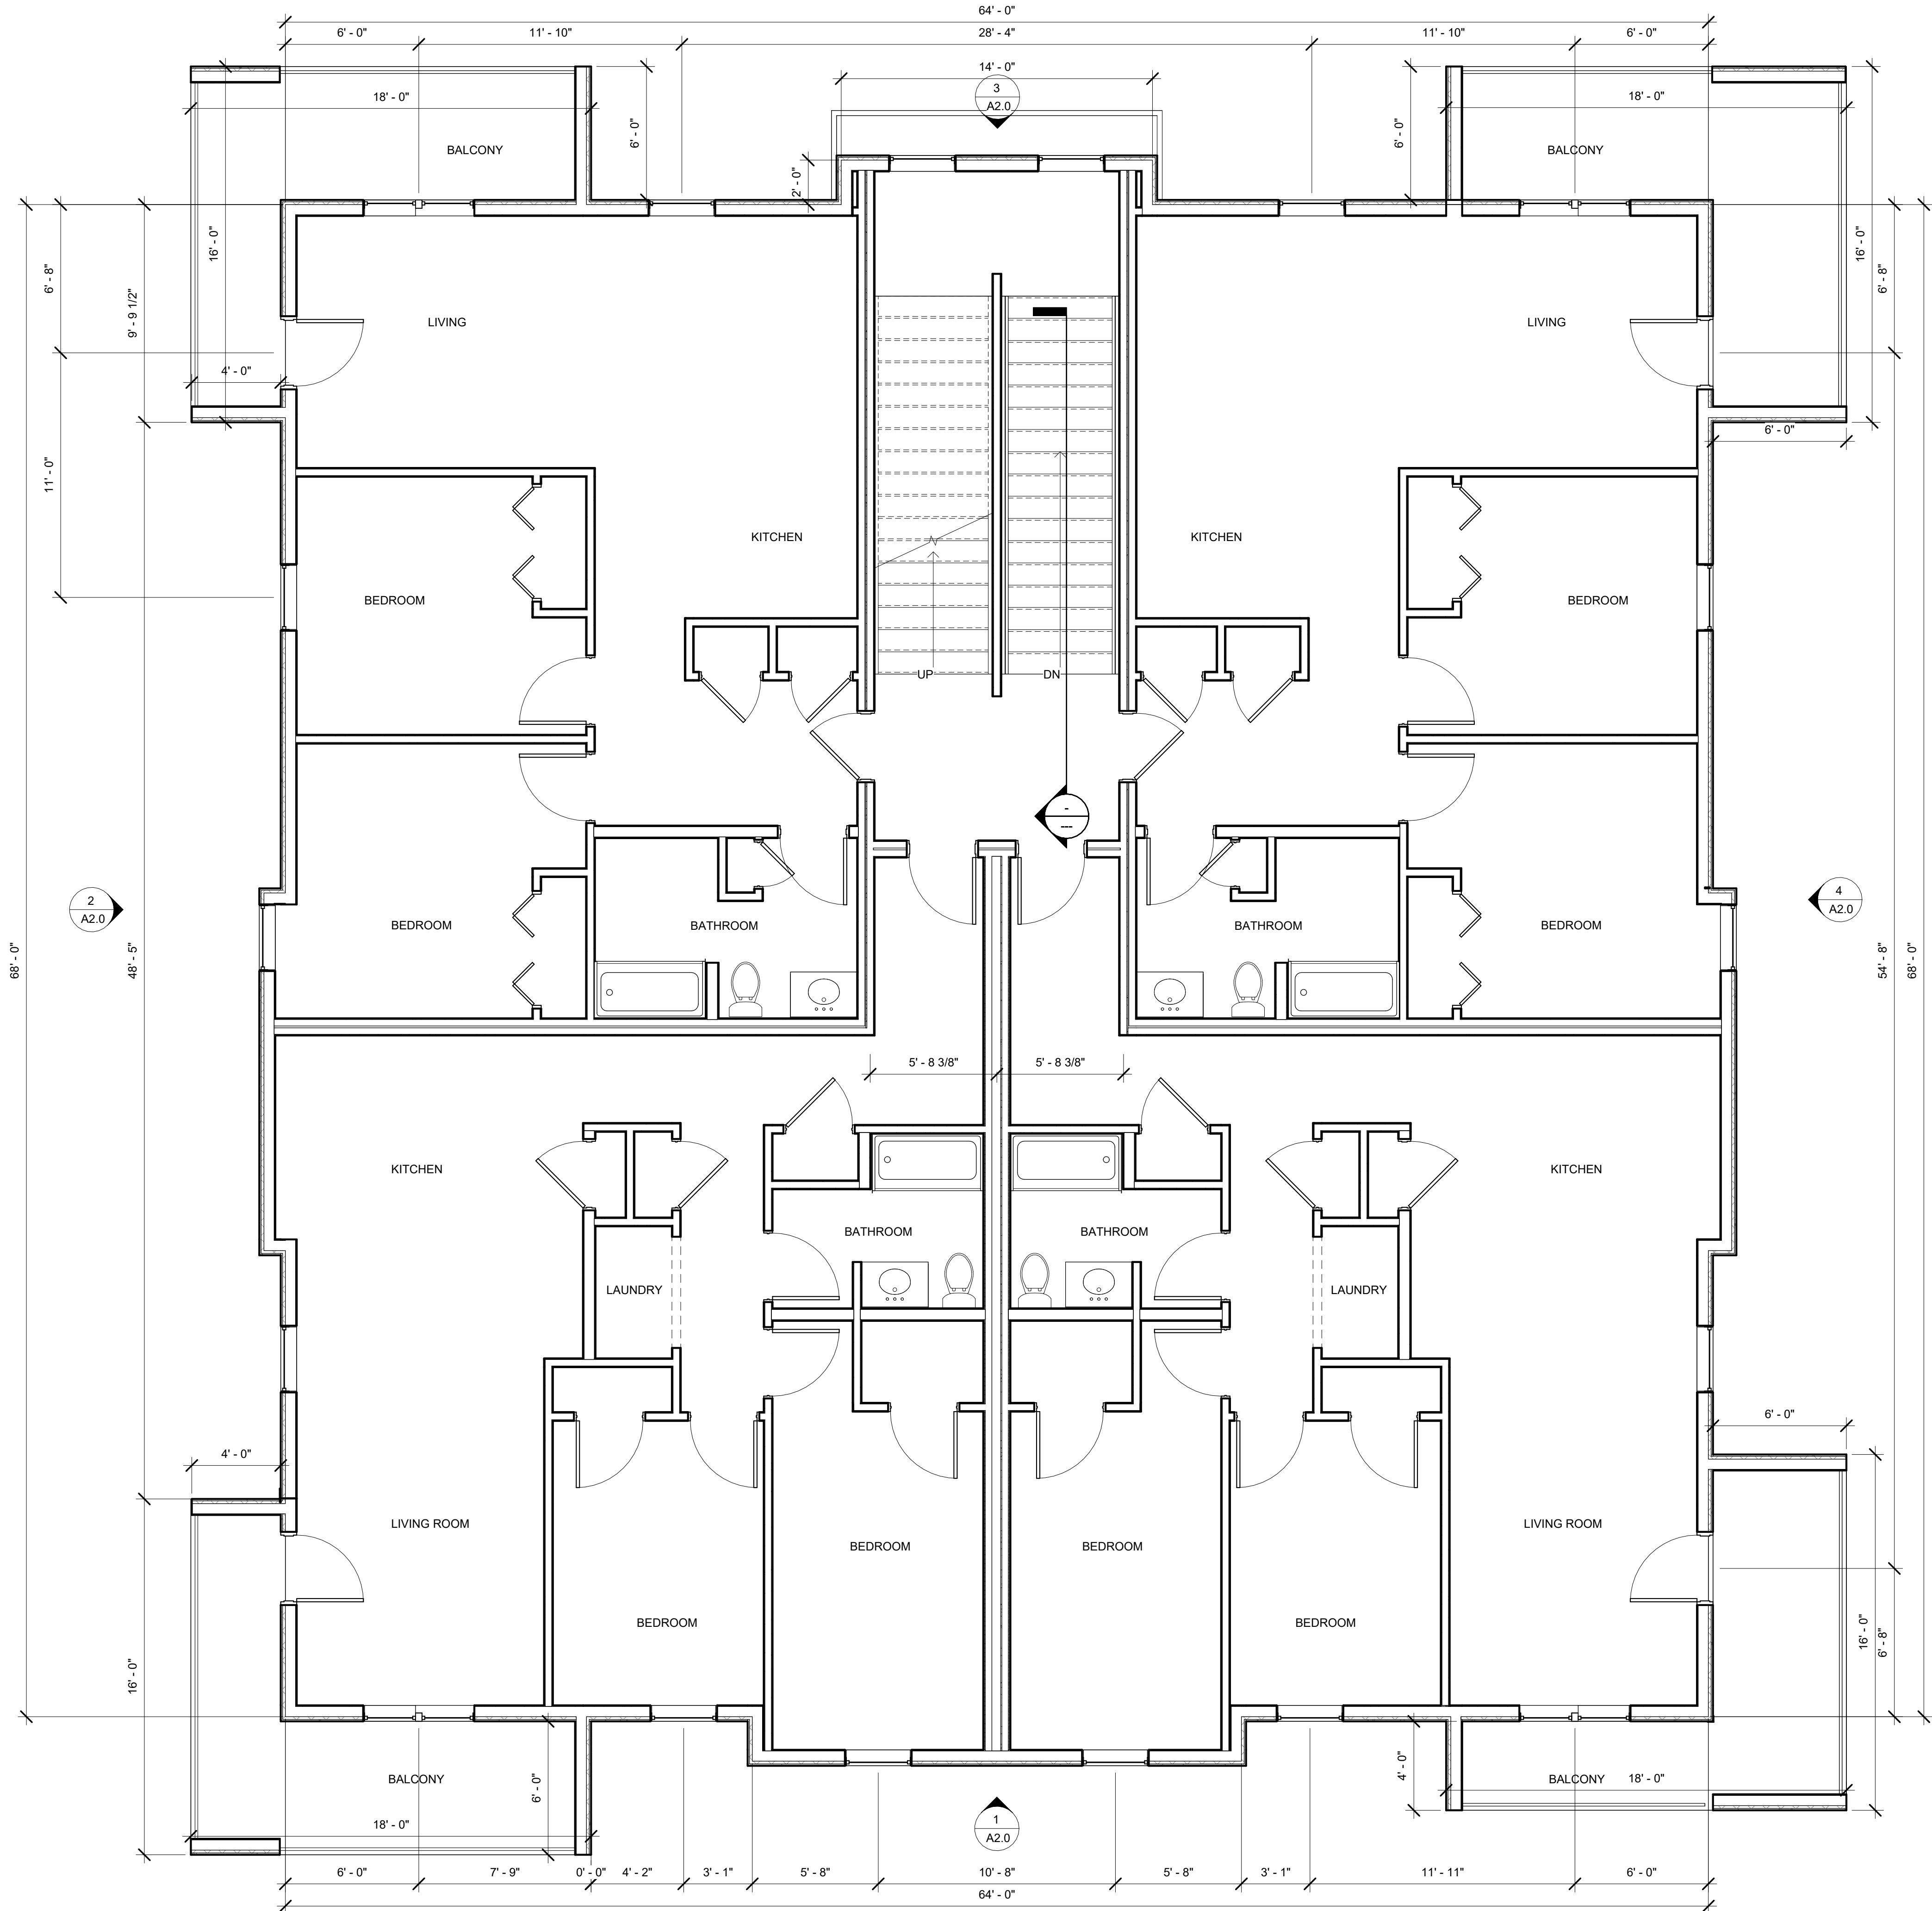 64' - 0"
6' - 0"
11' - 10"
28' - 4"
11' - 10"
6' - 0"
14' - 0"
3
A2.0
18' - 0"
18' - 0"
6' - 0"
6' - 0"
BALCONY
BALCONY
2' - 0"
16' - 0"
16' - 0"
6' - 8"
9' - 9 1/2"
6' - 8"
LIVING
LIVING
4' - 0"
6' - 0"
11' - 0"
KITCHEN
KITCHEN
BEDROOM
BEDROOM
UP
DN
-
---
2
A2.0
4
A2.0
BEDROOM
BATHROOM
BATHROOM
BEDROOM
68' - 0"
48' - 5"
54' - 8"
68' - 0"
5' - 8 3/8"
5' - 8 3/8"
KITCHEN
KITCHEN
BATHROOM
BATHROOM
LAUNDRY
LAUNDRY
6' - 0"
4' - 0"
LIVING ROOM
LIVING ROOM
BEDROOM
BEDROOM
BEDROOM
BEDROOM
16' - 0"
16' - 0"
6' - 8"
BALCONY
6' - 0"
4' - 0"
BALCONY
18' - 0"
18' - 0"
1
A2.0
6' - 0"
7' - 9"
0' - 0"
4' - 2"
3' - 1"
5' - 8"
10' - 8"
5' - 8"
3' - 1"
11' - 11"
6' - 0"
64' - 0"